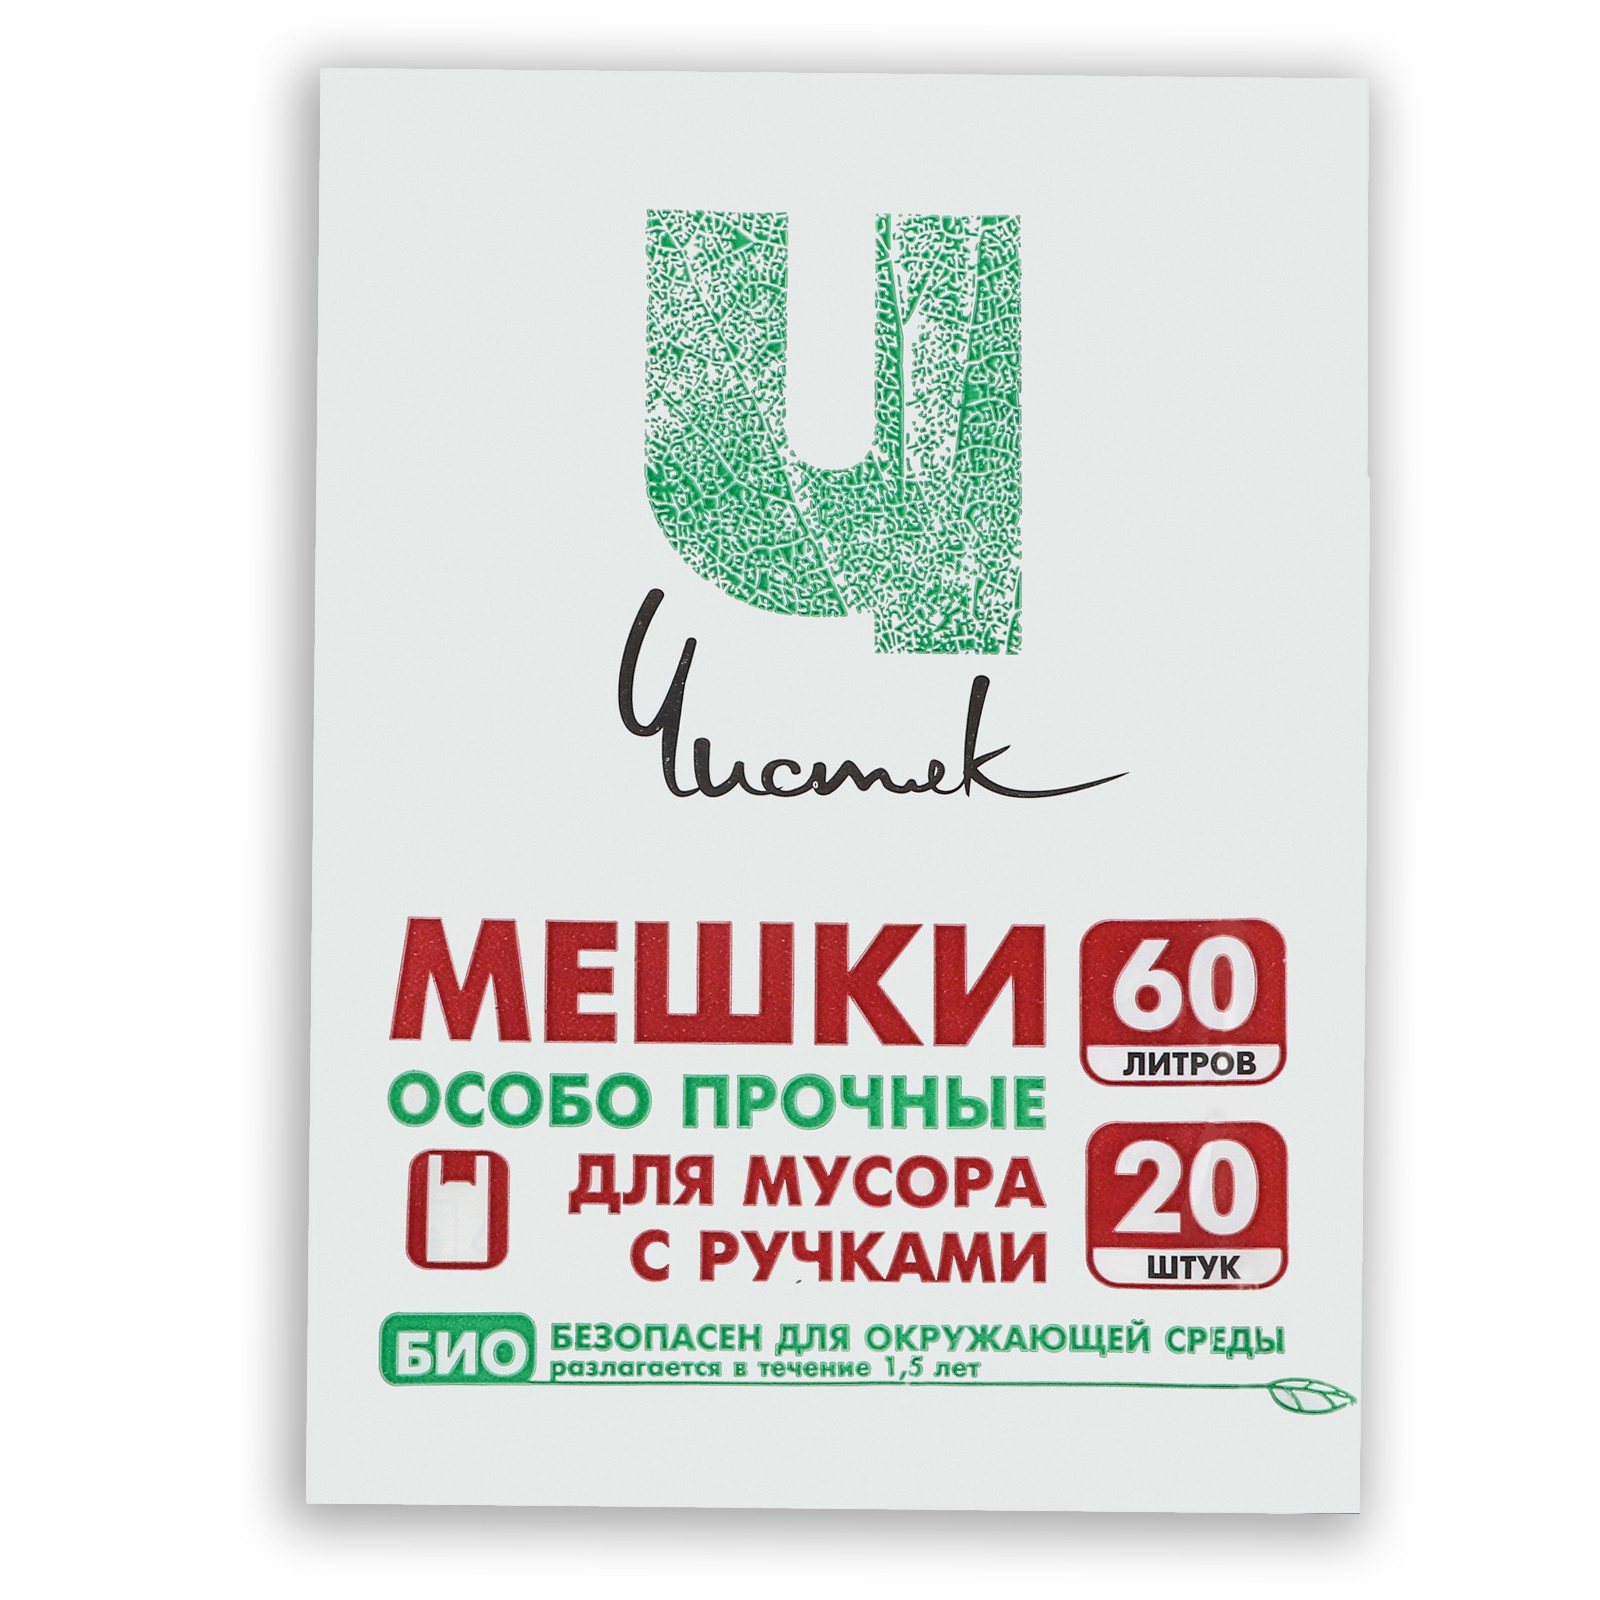 Ч
Чистек
МЕШКИ
ОСОБО ПРОЧНЫЕ
ДЛЯ МУСОРА
С РУЧКАМИ
60
ЛИТРОВ
20
ШТУК
БИО
БЕЗОПАСЕН ДЛЯ ОКРУЖАЮЩЕЙ СРЕДЫ
разлагается в течение 1,5 лет